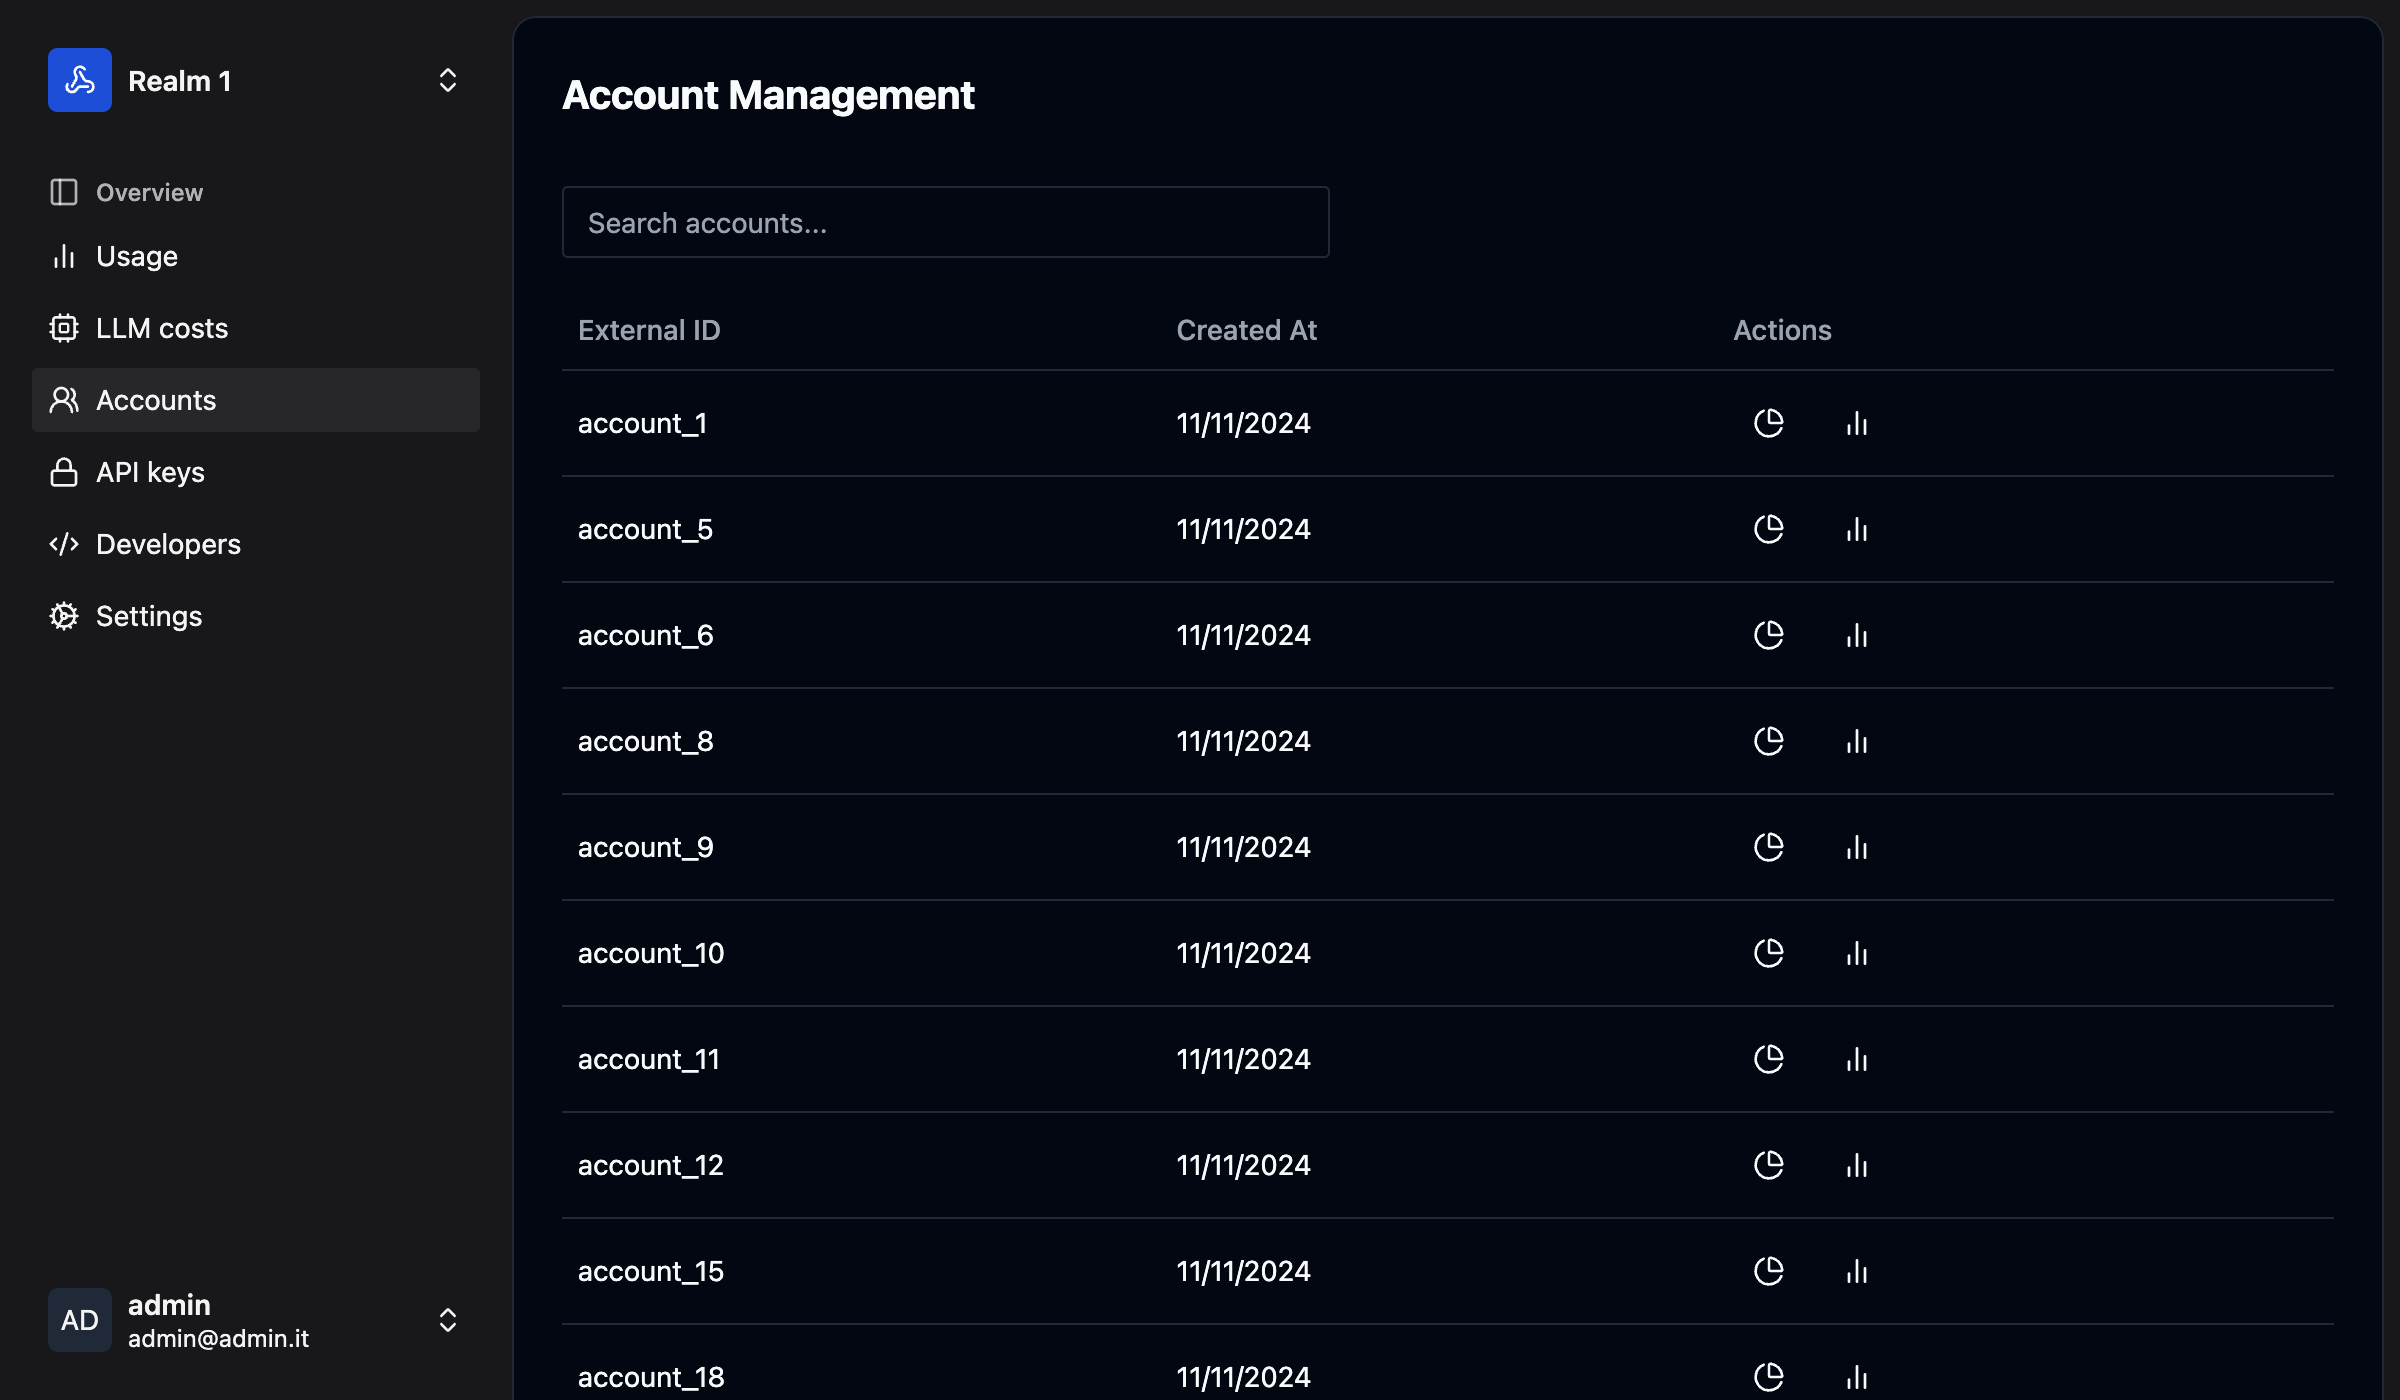 Realm 1
Overview
Usage
LLM costs
Accounts
API keys
Developers
Settings
AD
admin
admin@admin.it
Account Management
Search accounts...
External ID Created At Actions
account_1 11/11/2024
account_5 11/11/2024
account_6 11/11/2024
account_8 11/11/2024
account_9 11/11/2024
account_10 11/11/2024
account_11 11/11/2024
account_12 11/11/2024
account_15 11/11/2024
account_18 11/11/2024